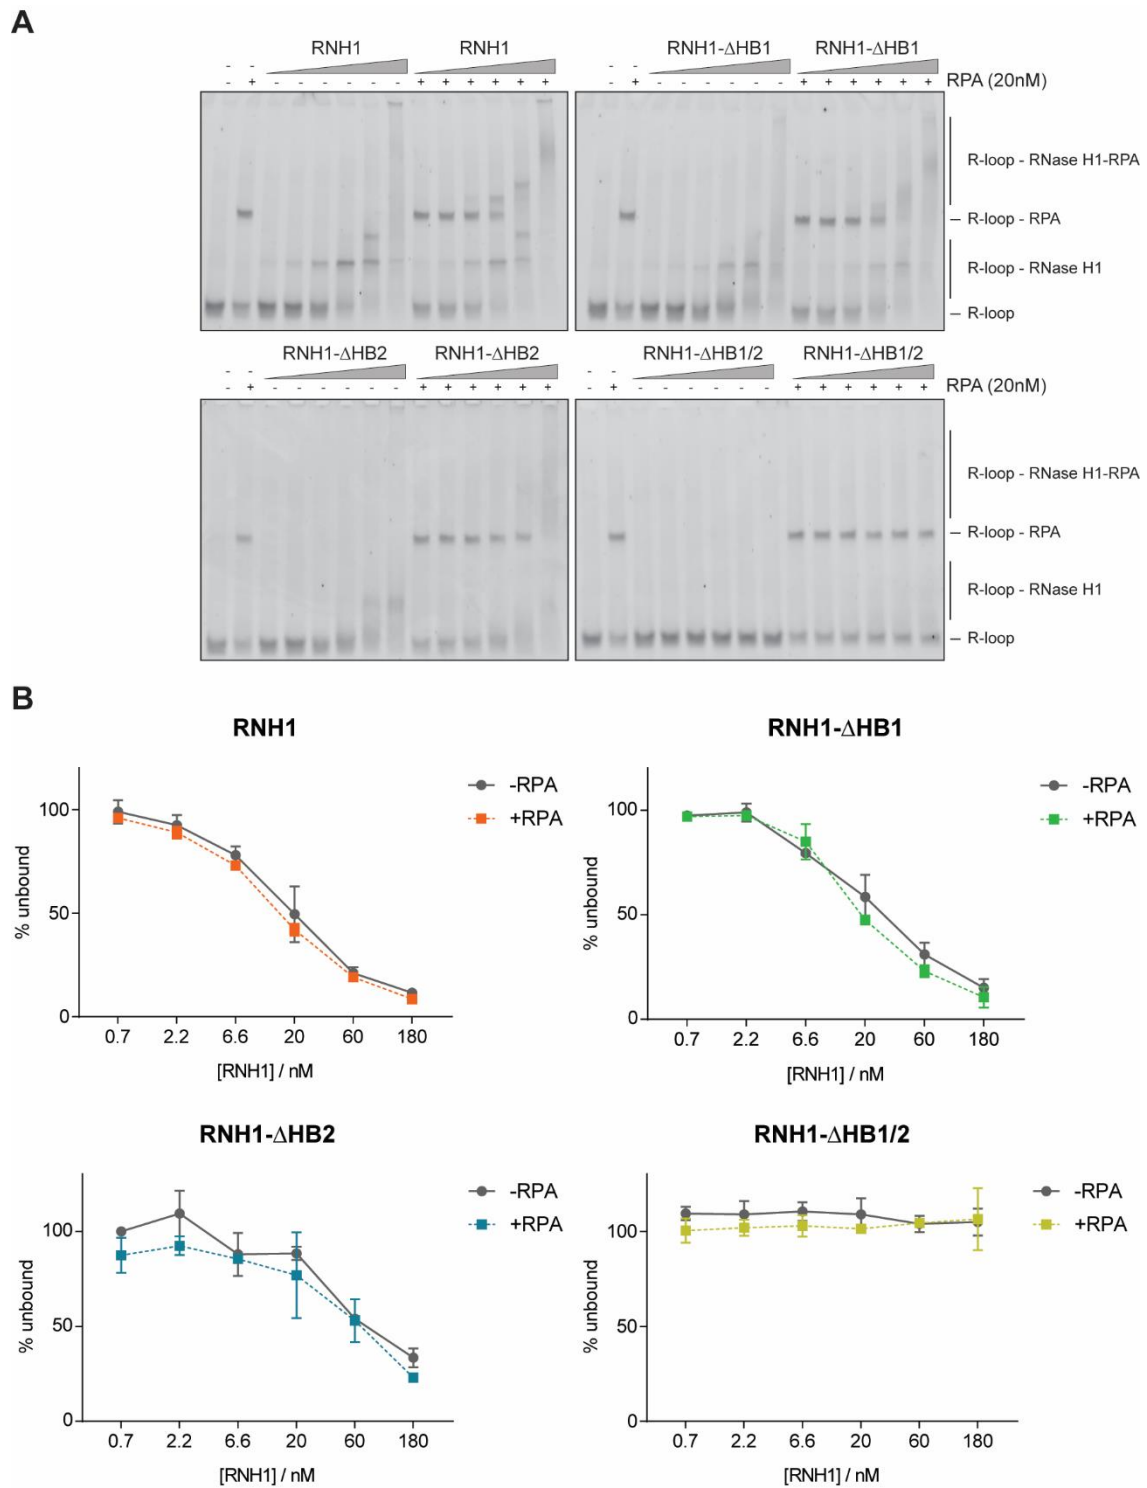 A
RNH1 RNH1 RNH1-ΔHB1 RNH1-ΔHB1
- - - - - - - -
- + - - - - - - + + + + + + - + - - - - - - + + + + + + RPA (20nM)
R-loop - RNase H1-RPA
– R-loop - RPA
R-loop - RNase H1
– R-loop
RNH1-ΔHB2 RNH1-ΔHB2 RNH1-ΔHB1/2 RNH1-ΔHB1/2
- - - -
- + - - - - - - + + + + + + - + - - - - - - + + + + + + RPA (20nM)
R-loop - RNase H1-RPA
– R-loop - RPA
R-loop - RNase H1
– R-loop
B
RNH1
-RPA
+RPA
% unbound
100
50
0
0.7 2.2 6.6 20 60 180
[RNH1] / nM
RNH1-ΔHB1
-RPA
+RPA
% unbound
100
50
0
0.7 2.2 6.6 20 60 180
[RNH1] / nM
RNH1-ΔHB2
-RPA
+RPA
% unbound
100
50
0
0.7 2.2 6.6 20 60 180
[RNH1] / nM
RNH1-ΔHB1/2
-RPA
+RPA
% unbound
100
50
0
0.7 2.2 6.6 20 60 180
[RNH1] / nM